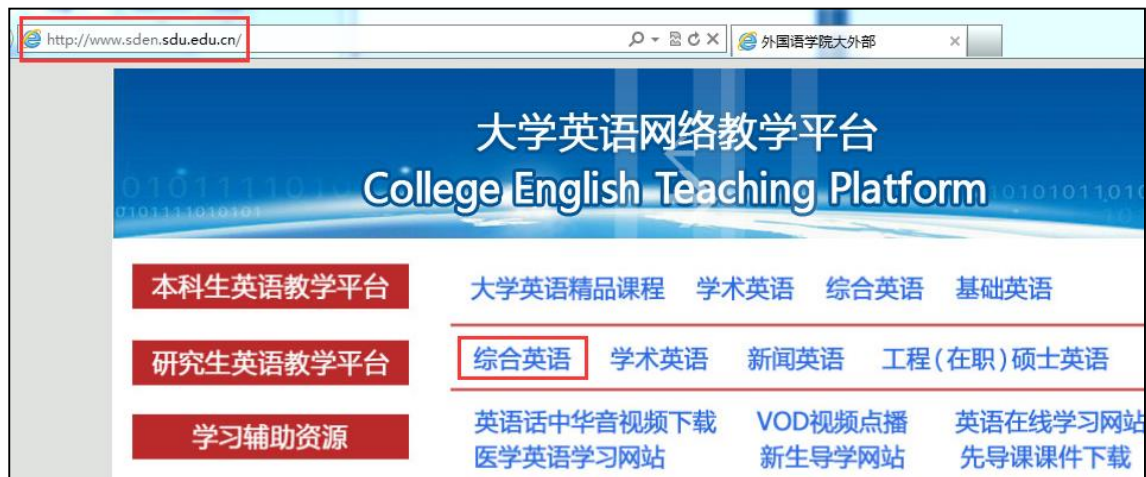 http://www.sden.sdu.edu.cn/ 外国语学院大外部
大学英语网络教学平台
College English Teaching Platform
本科生英语教学平台 大学英语精品课程 学术英语 综合英语 基础英语
研究生英语教学平台 综合英语 学术英语 新闻英语 工程(在职)硕士英语
学习辅助资源 英语话中华音视频下载 VOD视频点播 英语在线学习网站
医学英语学习网站 新生导学网站 先导课课件下载